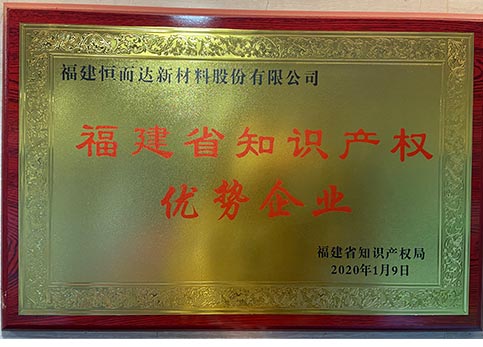 福建恒而达新材料股份有限公司
福建省知识产权
优势企业
福建省知识产权局
2020年1月9日